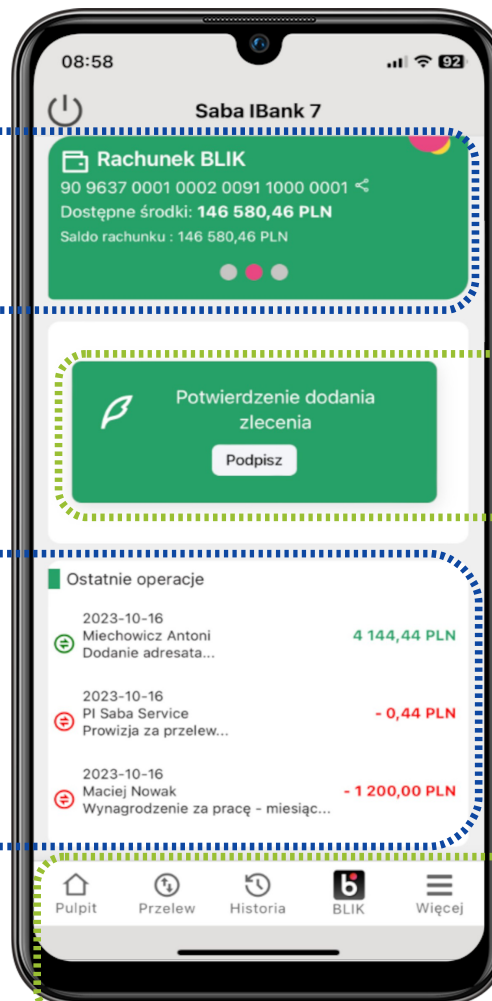 08:58
92
Saba IBank 7
Rachunek BLIK
90 9637 0001 0002 0091 1000 0001
Dostępne środki: 146 580,46 PLN
Saldo rachunku : 146 580,46 PLN
Potwierdzenie dodania
zlecenia
Podpisz
Ostatnie operacje
2023-10-16
Miechowicz Antoni
4 144,44 PLN
Dodanie adresata...
2023-10-16
PI Saba Service
- 0,44 PLN
Prowizja za przelew...
2023-10-16
Maciej Nowak
- 1 200,00 PLN
Wynagrodzenie za pracę - miesiąc...
Pulpit
Przelew
Historia
BLIK
Więcej